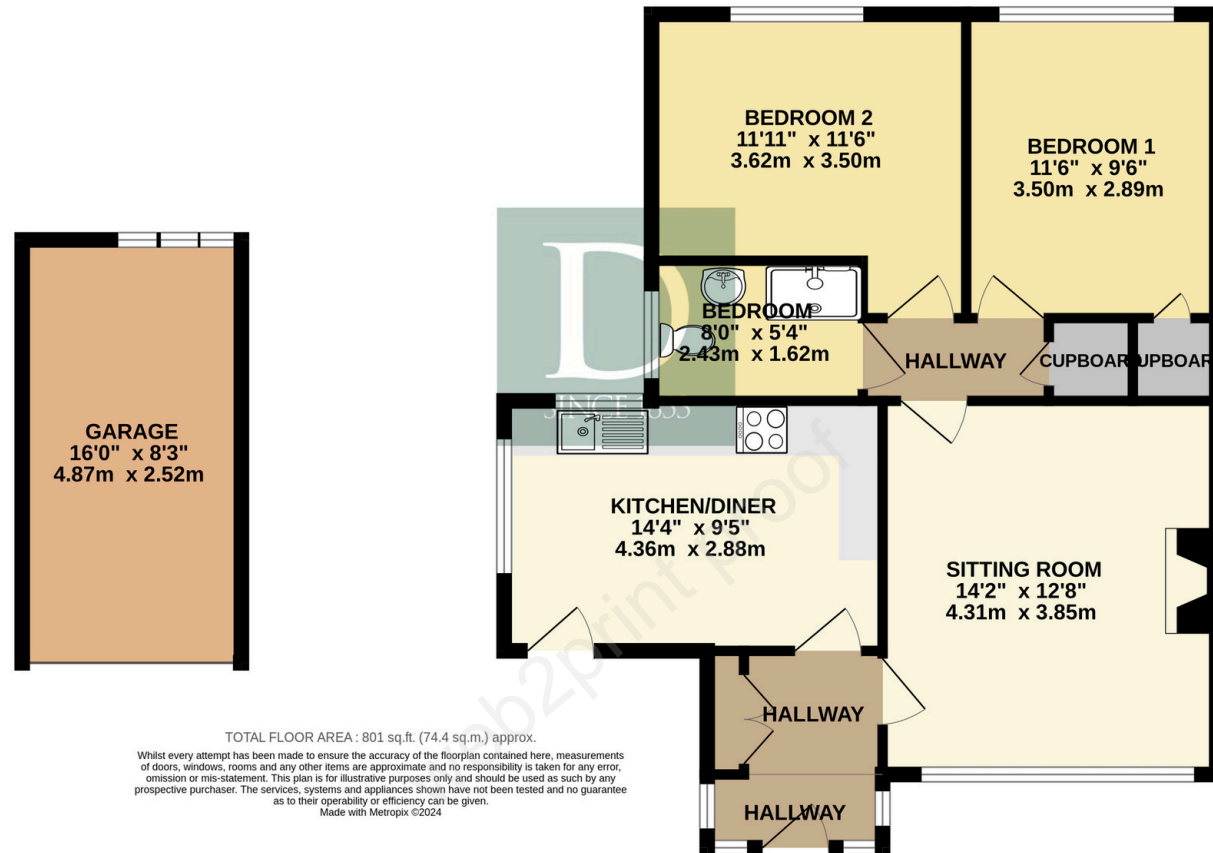 BEDROOM 2
11'11" x 11'6"
3.62m x 3.50m
BEDROOM 1
11'6" x 9'6"
3.50m x 2.89m
D
SINCE 1853
BEDROOM
8'0" x 5'4"
2.43m x 1.62m
HALLWAY
CUPBOAR
UPBOAR
GARAGE
16'0" x 8'3"
4.87m x 2.52m
KITCHEN/DINER
14'4" x 9'5"
4.36m x 2.88m
SITTING ROOM
14'2" x 12'8"
4.31m x 3.85m
HALLWAY
HALLWAY
web2print proof
TOTAL FLOOR AREA : 801 sq.ft. (74.4 sq.m.) approx.
Whilst every attempt has been made to ensure the accuracy of the floorplan contained here, measurements
of doors, windows, rooms and any other items are approximate and no responsibility is taken for any error,
omission or mis-statement. This plan is for illustrative purposes only and should be used as such by any
prospective purchaser. The services, systems and appliances shown have not been tested and no guarantee
as to their operability or efficiency can be given.
Made with Metropix ©2024